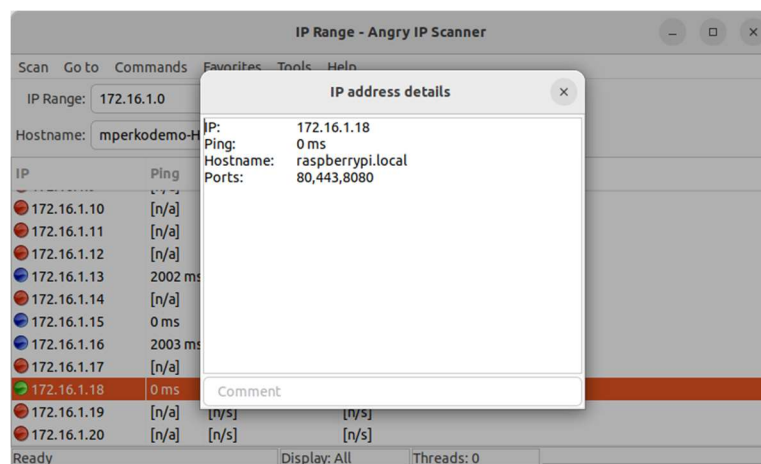 IP Range - Angry IP Scanner
Scan Go to Commands Favorites Tools Help
IP Range: 172.16.1.0
Hostname: mperkodemo-H
IP Ping
172.16.1.10 [n/a]
172.16.1.11 [n/a]
172.16.1.12 [n/a]
172.16.1.13 2002 ms
172.16.1.14 [n/a]
172.16.1.15 0 ms
172.16.1.16 2003 ms
172.16.1.17 [n/a]
172.16.1.18 0 ms
172.16.1.19 [n/a] [n/s] [n/s]
172.16.1.20 [n/a] [n/s] [n/s]
Ready Display: All Threads: 0
IP address details
IP: 172.16.1.18
Ping: 0 ms
Hostname: raspberrypi.local
Ports: 80,443,8080
Comment